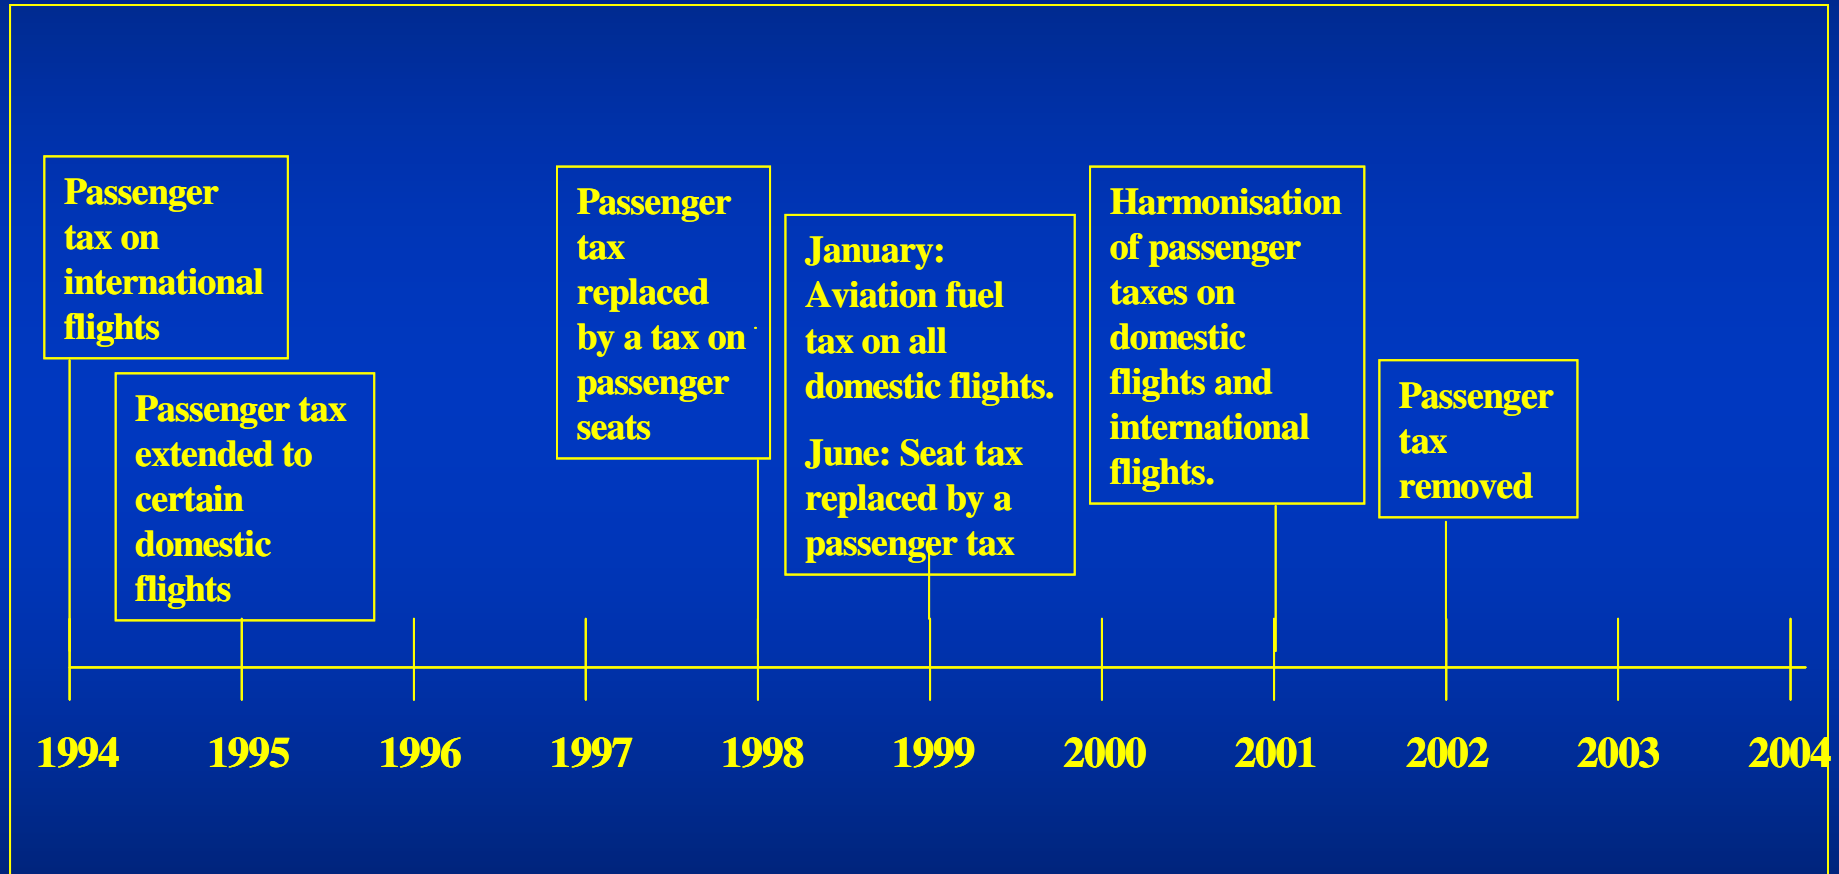 Passenger
tax on
international
flights
Passenger tax
extended to
certain
domestic
flights
Passenger
tax
replaced
by a tax on
passenger
seats
January:
Aviation fuel
tax on all
domestic flights.
June: Seat tax
replaced by a
passenger tax
Harmonisation
of passenger
taxes on
domestic
flights and
international
flights.
Passenger
tax
removed
1994 1995 1996 1997 1998 1999 2000 2001 2002 2003 2004